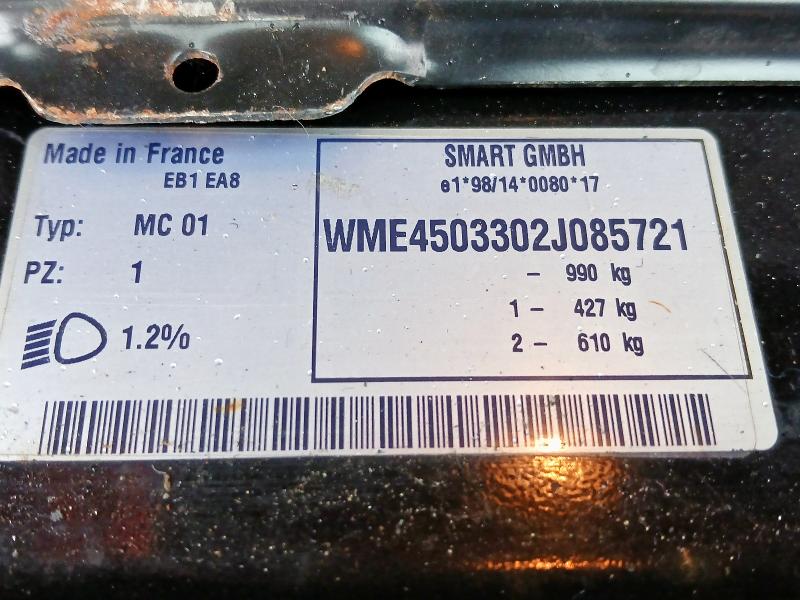 Made in France
EB1 EA8
Typ: MC 01
PZ: 1
1.2%
SMART GMBH
e1*98/14*0080*17
WME4503302J085721
– 990 kg
1 – 427 kg
2 – 610 kg